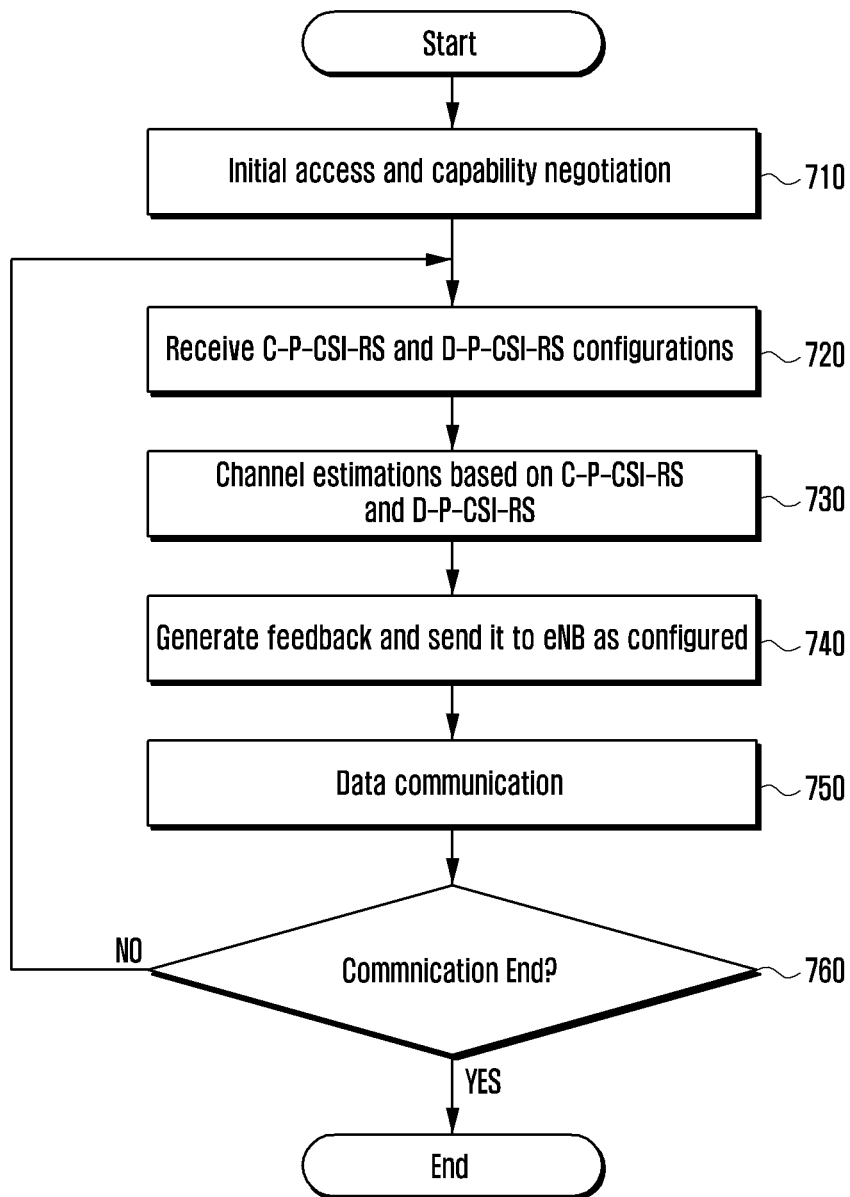 Start
Initial access and capability negotiation
710
Receive C-P-CSI-RS and D-P-CSI-RS configurations
720
Channel estimations based on C-P-CSI-RS
and D-P-CSI-RS
730
Generate feedback and send it to eNB as configured
740
Data communication
750
NO
Commnication End?
760
YES
End